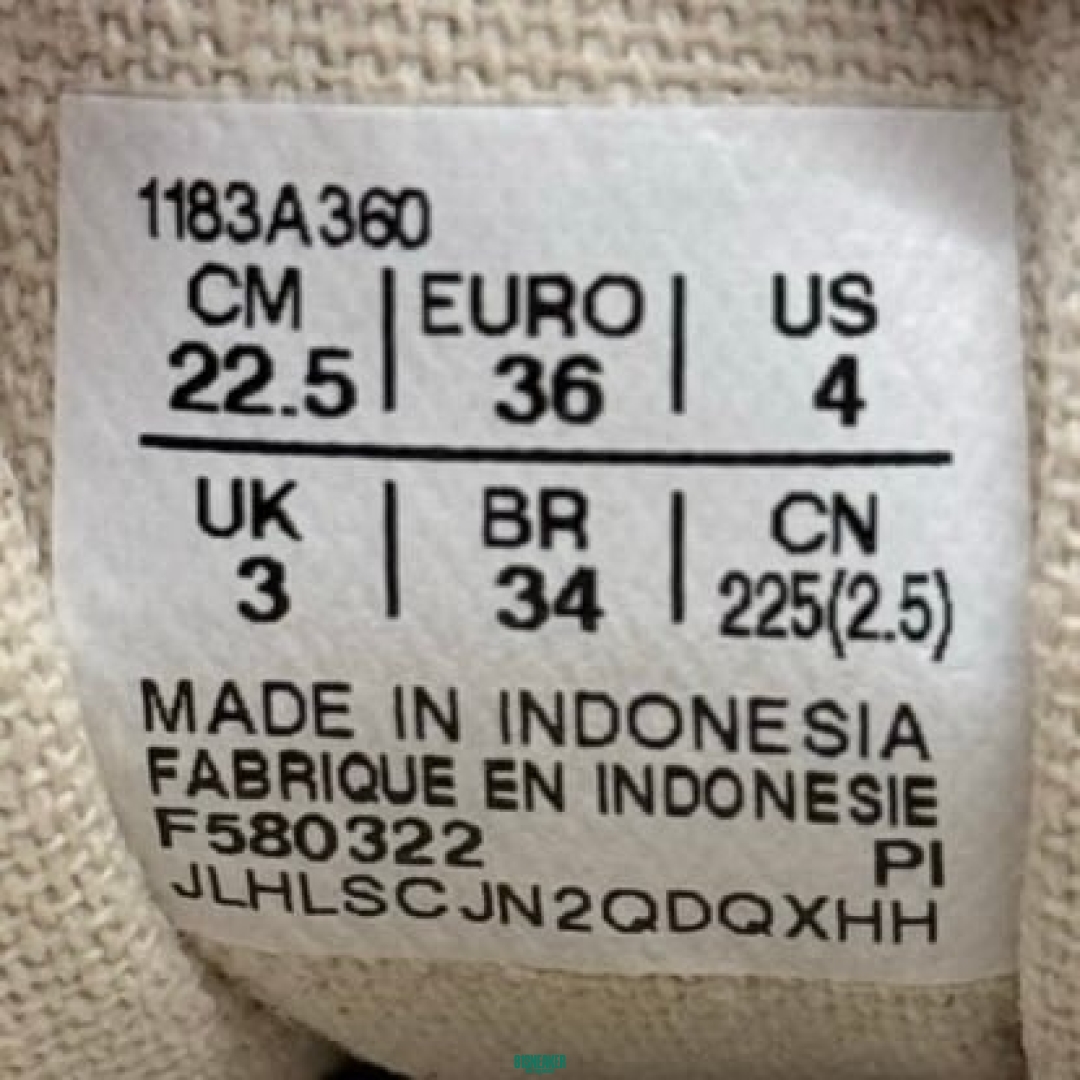 1183A360
CM | EURO | US
22.5 | 36 | 4
UK | BR | CN
3 | 34 | 225(2.5)
MADE IN INDONESIA
FABRIQUE EN INDONESIE
F580322 PI
JLHLSCJN2QDQXHH